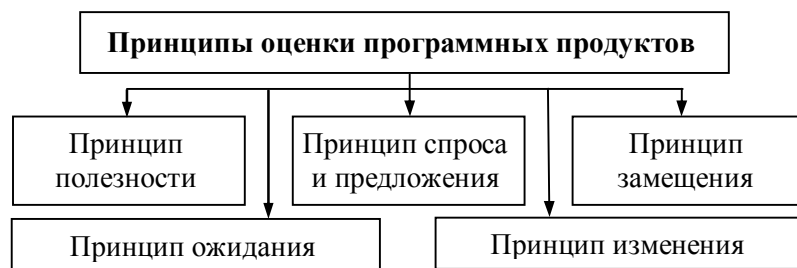 Принципы оценки программных продуктов
Принцип
полезности
Принцип спроса
и предложения
Принцип
замещения
Принцип ожидания
Принцип изменения